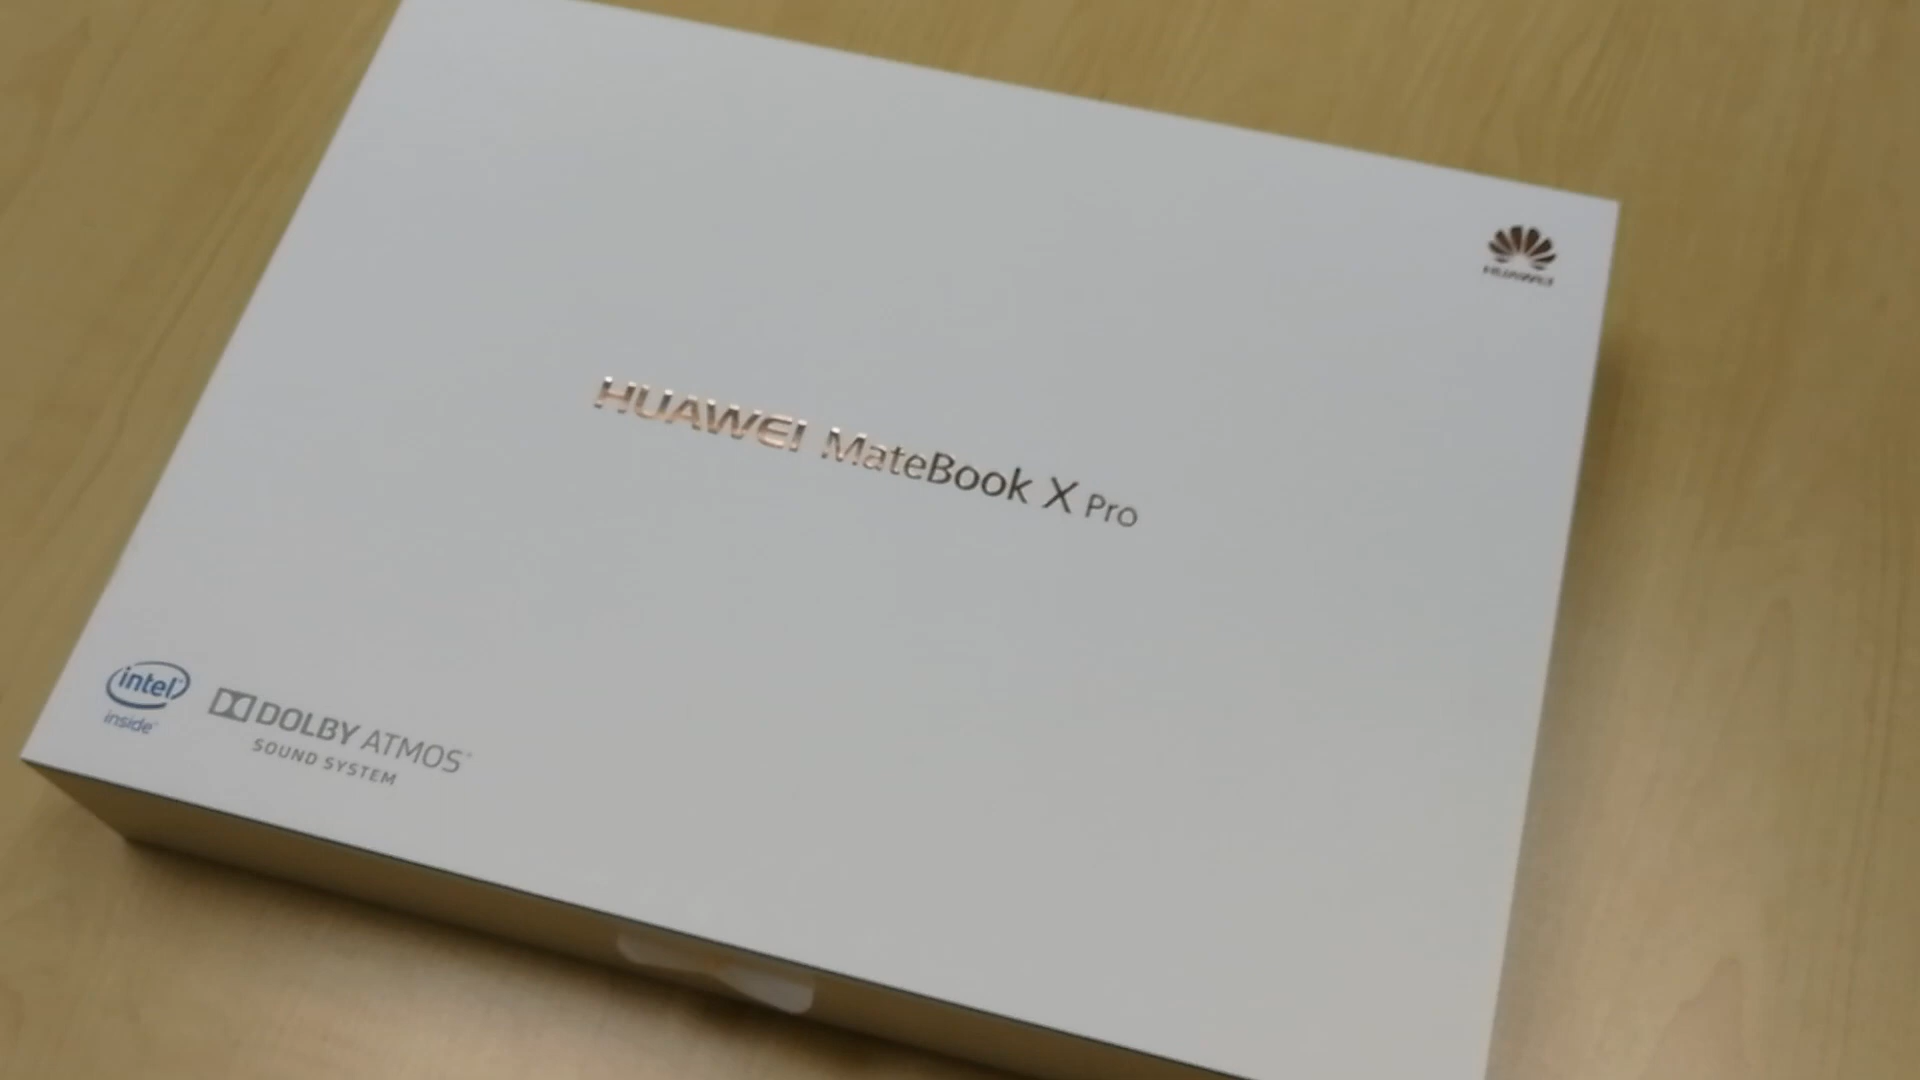 HUAWEI
HUAWEI MateBook X Pro
intel
inside
DOLBY ATMOS
SOUND SYSTEM